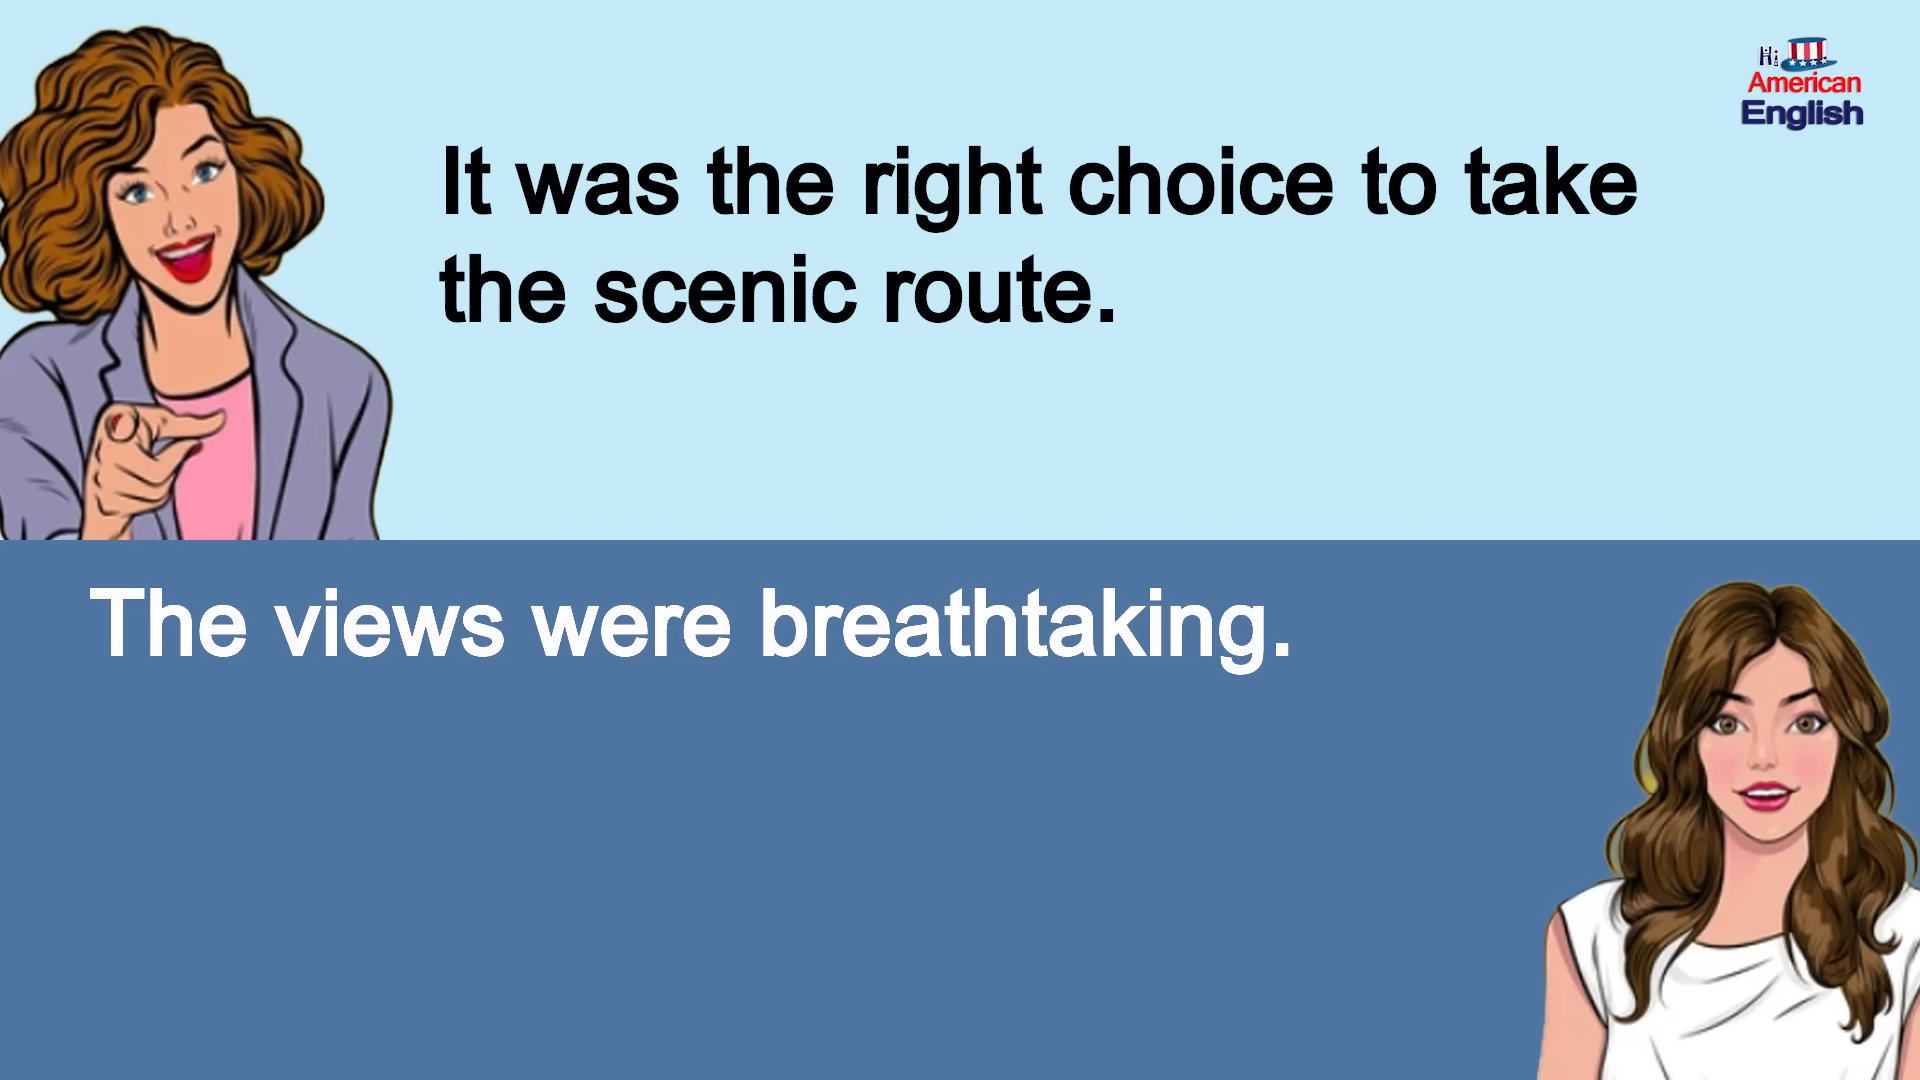 Hi
American
English
It was the right choice to take
the scenic route.
The views were breathtaking.